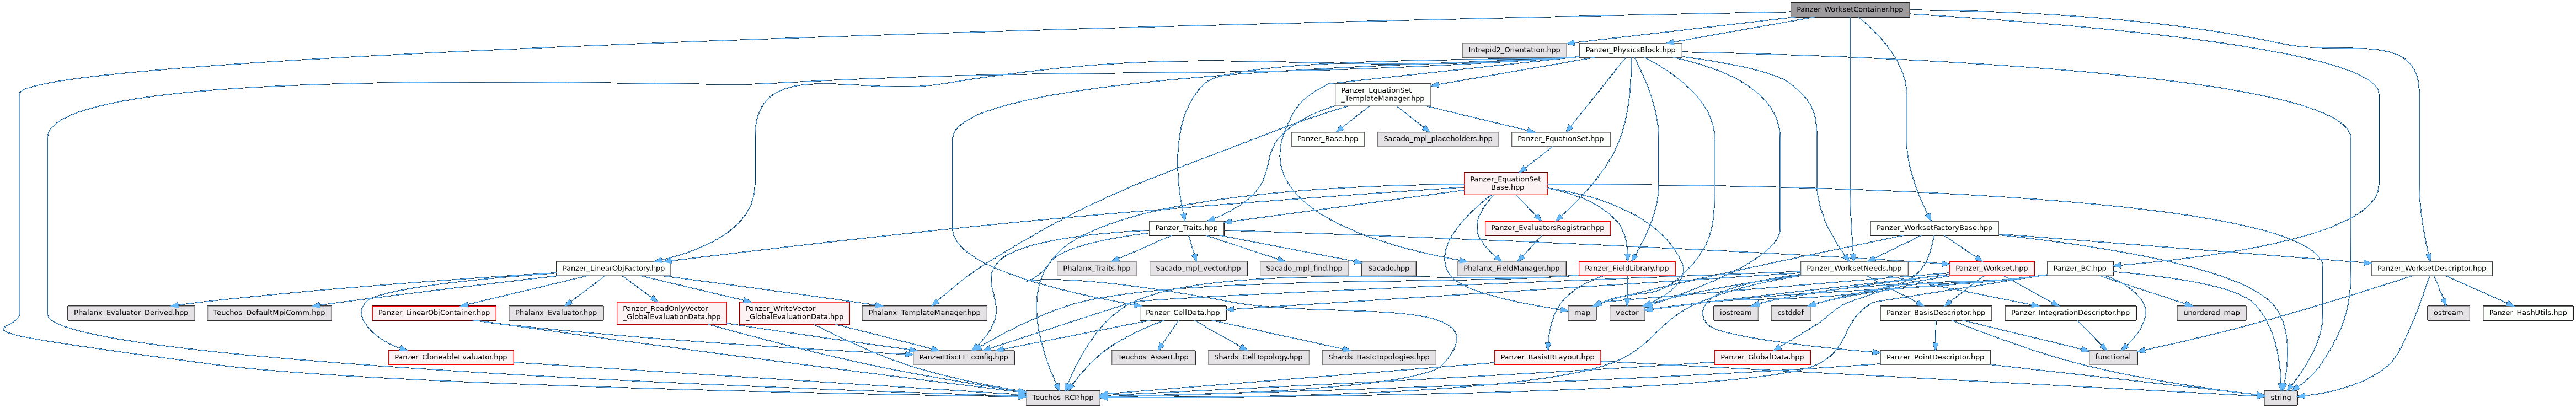 Panzer_WorksetContainer.hpp
Intrepid2_Orientation.hpp
Panzer_PhysicsBlock.hpp
Panzer_EquationSet
_TemplateManager.hpp
Panzer_Base.hpp
Sacado_mpl_placeholders.hpp
Panzer_EquationSet.hpp
Panzer_EquationSet
_Base.hpp
Panzer_Traits.hpp
Panzer_EvaluatorsRegistrar.hpp
Panzer_WorksetFactoryBase.hpp
Panzer_LinearObjFactory.hpp
Phalanx_Traits.hpp
Sacado_mpl_vector.hpp
Sacado_mpl_find.hpp
Sacado.hpp
Phalanx_FieldManager.hpp
Panzer_FieldLibrary.hpp
Panzer_WorksetNeeds.hpp
Panzer_Workset.hpp
Panzer_BC.hpp
Panzer_WorksetDescriptor.hpp
Phalanx_Evaluator_Derived.hpp
Teuchos_DefaultMpiComm.hpp
Panzer_LinearObjContainer.hpp
Phalanx_Evaluator.hpp
Panzer_ReadOnlyVector
_GlobalEvaluationData.hpp
Panzer_WriteVector
_GlobalEvaluationData.hpp
Phalanx_TemplateManager.hpp
Panzer_CellData.hpp
map
vector
iostream
cstddef
Panzer_BasisDescriptor.hpp
Panzer_IntegrationDescriptor.hpp
unordered_map
ostream
Panzer_HashUtils.hpp
Panzer_CloneableEvaluator.hpp
PanzerDiscFE_config.hpp
Teuchos_Assert.hpp
Shards_CellTopology.hpp
Shards_BasicTopologies.hpp
Panzer_BasisIRLayout.hpp
Panzer_GlobalData.hpp
Panzer_PointDescriptor.hpp
functional
Teuchos_RCP.hpp
string